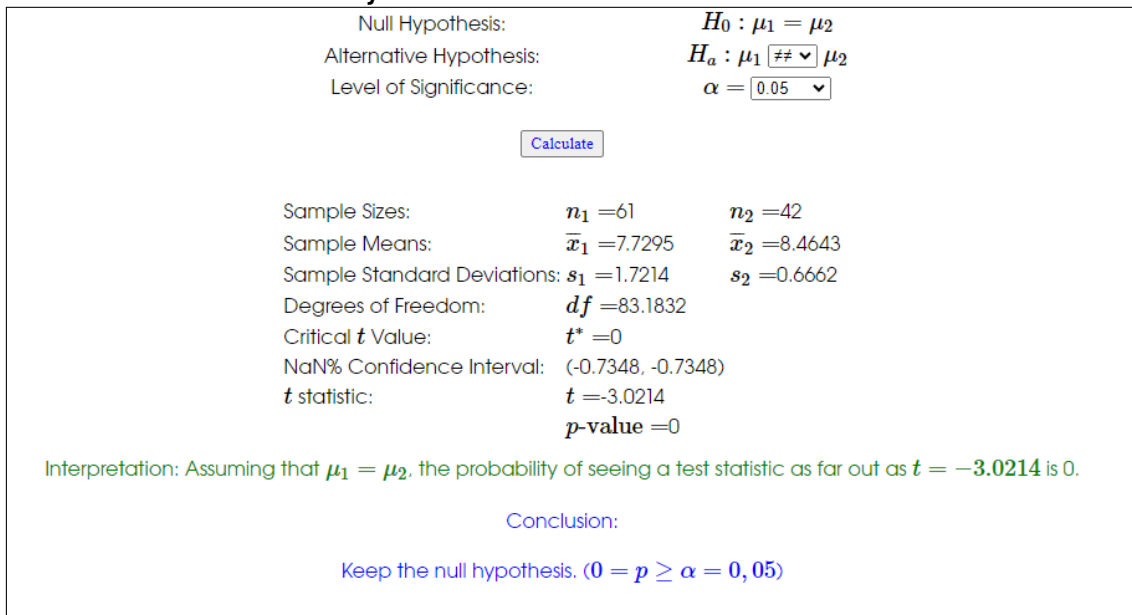 Null Hypothesis: H₀ : μ₁ = μ₂
Alternative Hypothesis: Hₐ : μ₁ ≠≠ μ₂
Level of Significance: α = 0.05
Calculate
Sample Sizes: n₁ =61 n₂ =42
Sample Means: x̄₁ =7.7295 x̄₂ =8.4643
Sample Standard Deviations: s₁ =1.7214 s₂ =0.6662
Degrees of Freedom: df =83.1832
Critical t Value: t* =0
NaN% Confidence Interval: (-0.7348, -0.7348)
t statistic: t =-3.0214
p-value =0
Interpretation: Assuming that μ₁ = μ₂, the probability of seeing a test statistic as far out as t = −3.0214 is 0.
Conclusion:
Keep the null hypothesis. (0 = p ≥ α = 0, 05)